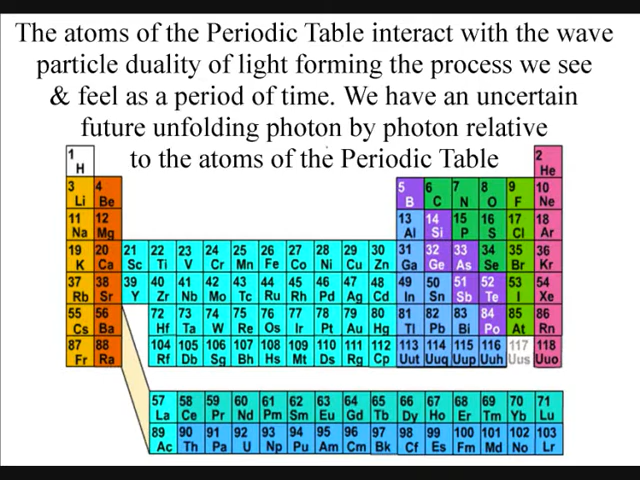 The atoms of the Periodic Table interact with the wave
particle duality of light forming the process we see
& feel as a period of time. We have an uncertain
future unfolding photon by photon relative
to the atoms of the Periodic Table
1 2
H He
3 4 5 6 7 8 9 10
Li Be B C N O F Ne
11 12 13 14 15 16 17 18
Na Mg Al Si P S Cl Ar
19 20 21 22 23 24 25 26 27 28 29 30 31 32 33 34 35 36
K Ca Sc Ti V Cr Mn Fe Co Ni Cu Zn Ga Ge As Se Br Kr
37 38 39 40 41 42 43 44 45 46 47 48 49 50 51 52 53 54
Rb Sr Y Zr Nb Mo Tc Ru Rh Pd Ag Cd In Sn Sb Te I Xe
55 56 72 73 74 75 76 77 78 79 80 81 82 83 84 85 86
Cs Ba Hf Ta W Re Os Ir Pt Au Hg Tl Pb Bi Po At Rn
87 88 104 105 106 107 108 109 110 111 112 113 114 115 116 117 118
Fr Ra Rf Db Sg Bh Hs Mt Ds Rg Cp Uut Uuq Uup Uuh Uus Uuo
57 58 59 60 61 62 63 64 65 66 67 68 69 70 71
La Ce Pr Nd Pm Sm Eu Gd Tb Dy Ho Er Tm Yb Lu
89 90 91 92 93 94 95 96 97 98 99 100 101 102 103
Ac Th Pa U Np Pu Am Cm Bk Cf Es Fm Md No Lr